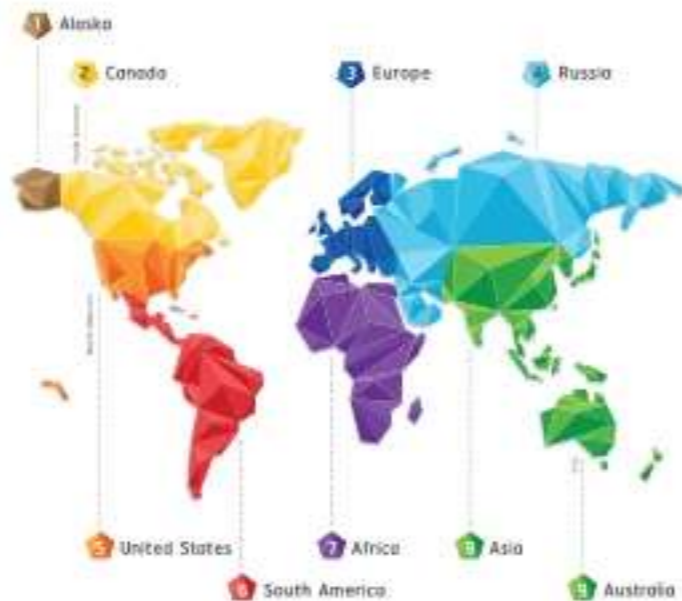 1 Alaska
2 Canada
3 Europe
4 Russia
5 United States
6 South America
7 Africa
8 Asia
9 Australia